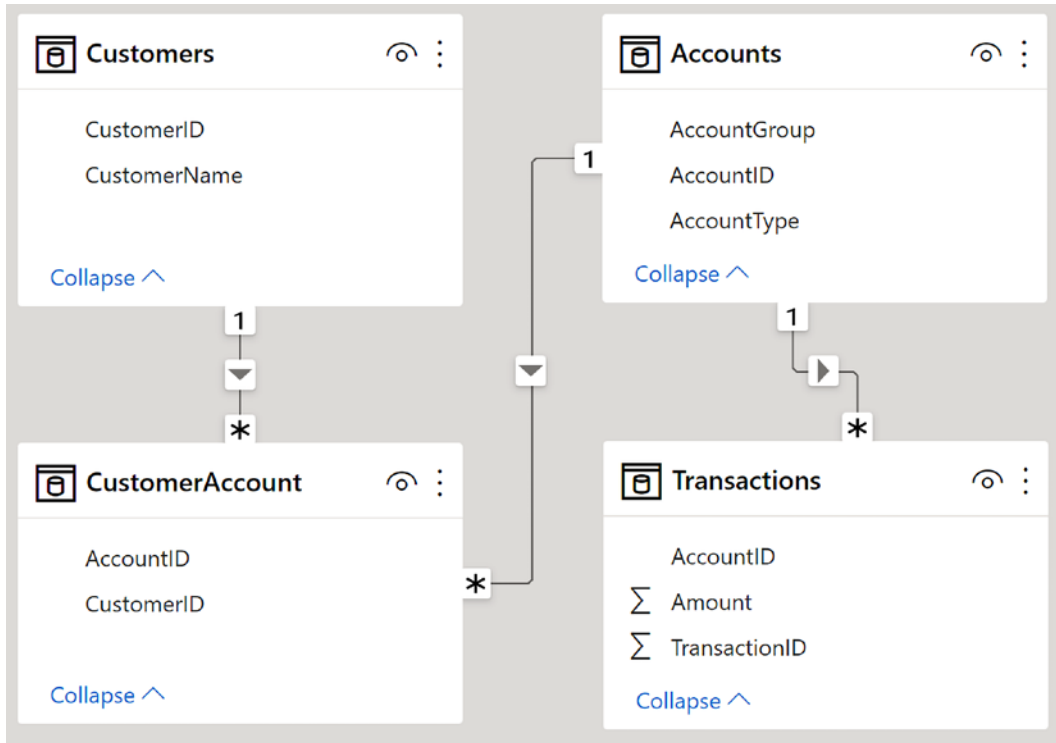 Customers
CustomerID
CustomerName
Collapse
1
*
Accounts
AccountGroup
AccountID
AccountType
Collapse
1
1
*
CustomerAccount
AccountID
CustomerID
Collapse
*
Transactions
AccountID
∑ Amount
∑ TransactionID
Collapse